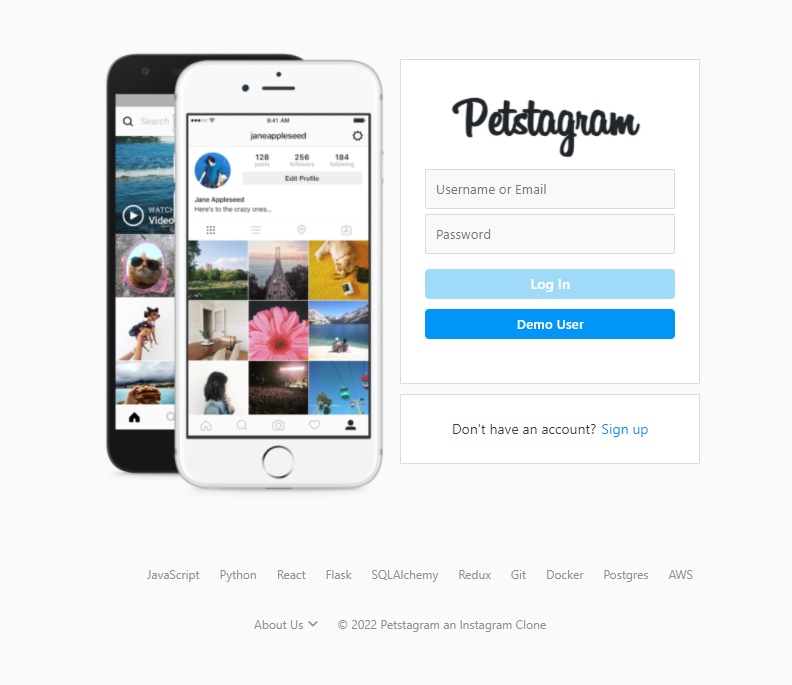 Petstagram
Username or Email
Password
Log In
Demo User
Don't have an account? Sign up
Search
WATCH
Video
9:41 AM
janeappleseed
128 256 184
posts followers following
Edit Profile
Jane Appleseed
Here's to the crazy ones...
JavaScript Python React Flask SQLAlchemy Redux Git Docker Postgres AWS
About Us © 2022 Petstagram an Instagram Clone